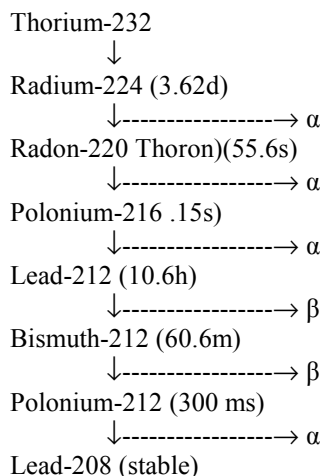 Thorium-232
↓
Radium-224 (3.62d)
↓-------------------→ α
Radon-220 Thoron)(55.6s)
↓-------------------→ α
Polonium-216 .15s)
↓-------------------→ α
Lead-212 (10.6h)
↓-------------------→ β
Bismuth-212 (60.6m)
↓-------------------→ β
Polonium-212 (300 ms)
↓-------------------→ α
Lead-208 (stable)